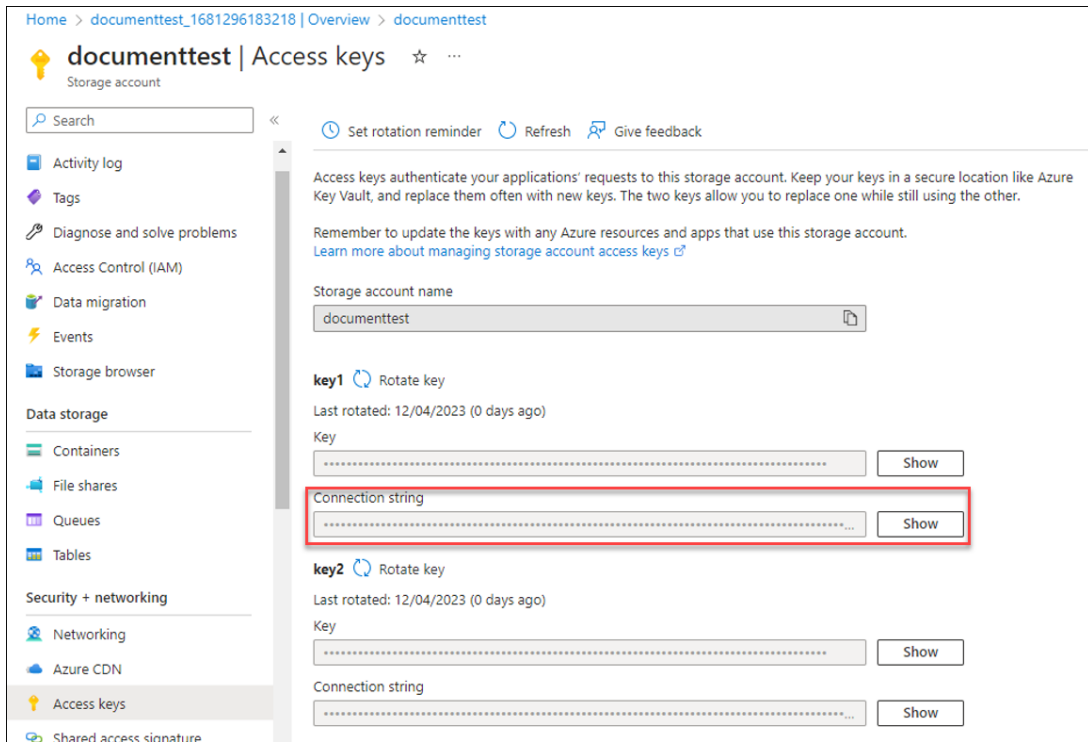 Home > documenttest_1681296183218 | Overview > documenttest
documenttest | Access keys
Storage account
Search
Activity log
Tags
Diagnose and solve problems
Access Control (IAM)
Data migration
Events
Storage browser
Data storage
Containers
File shares
Queues
Tables
Security + networking
Networking
Azure CDN
Access keys
Shared access signature
Set rotation reminder
Refresh
Give feedback
Access keys authenticate your applications' requests to this storage account. Keep your keys in a secure location like Azure
Key Vault, and replace them often with new keys. The two keys allow you to replace one while still using the other.
Remember to update the keys with any Azure resources and apps that use this storage account.
Learn more about managing storage account access keys
Storage account name
documenttest
key1 Rotate key
Last rotated: 12/04/2023 (0 days ago)
Key
Show
Connection string
Show
key2 Rotate key
Last rotated: 12/04/2023 (0 days ago)
Key
Show
Connection string
Show